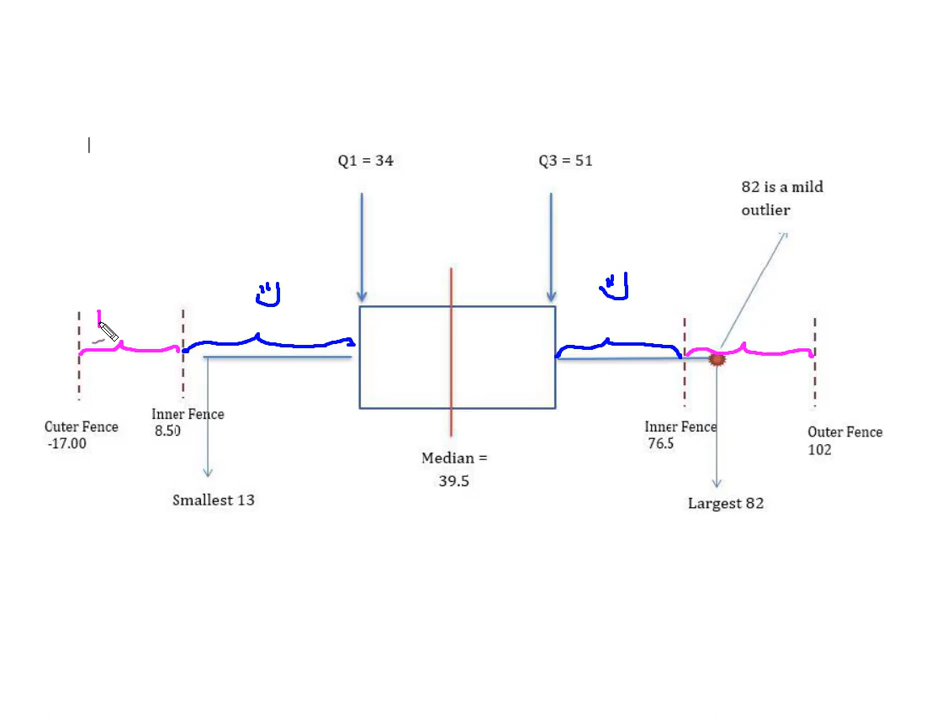 Q1 = 34
Q3 = 51
82 is a mild
outlier
Outer Fence
-17.00
Inner Fence
8.50
Inner Fence
76.5
Outer Fence
102
Median =
39.5
Smallest 13
Largest 82